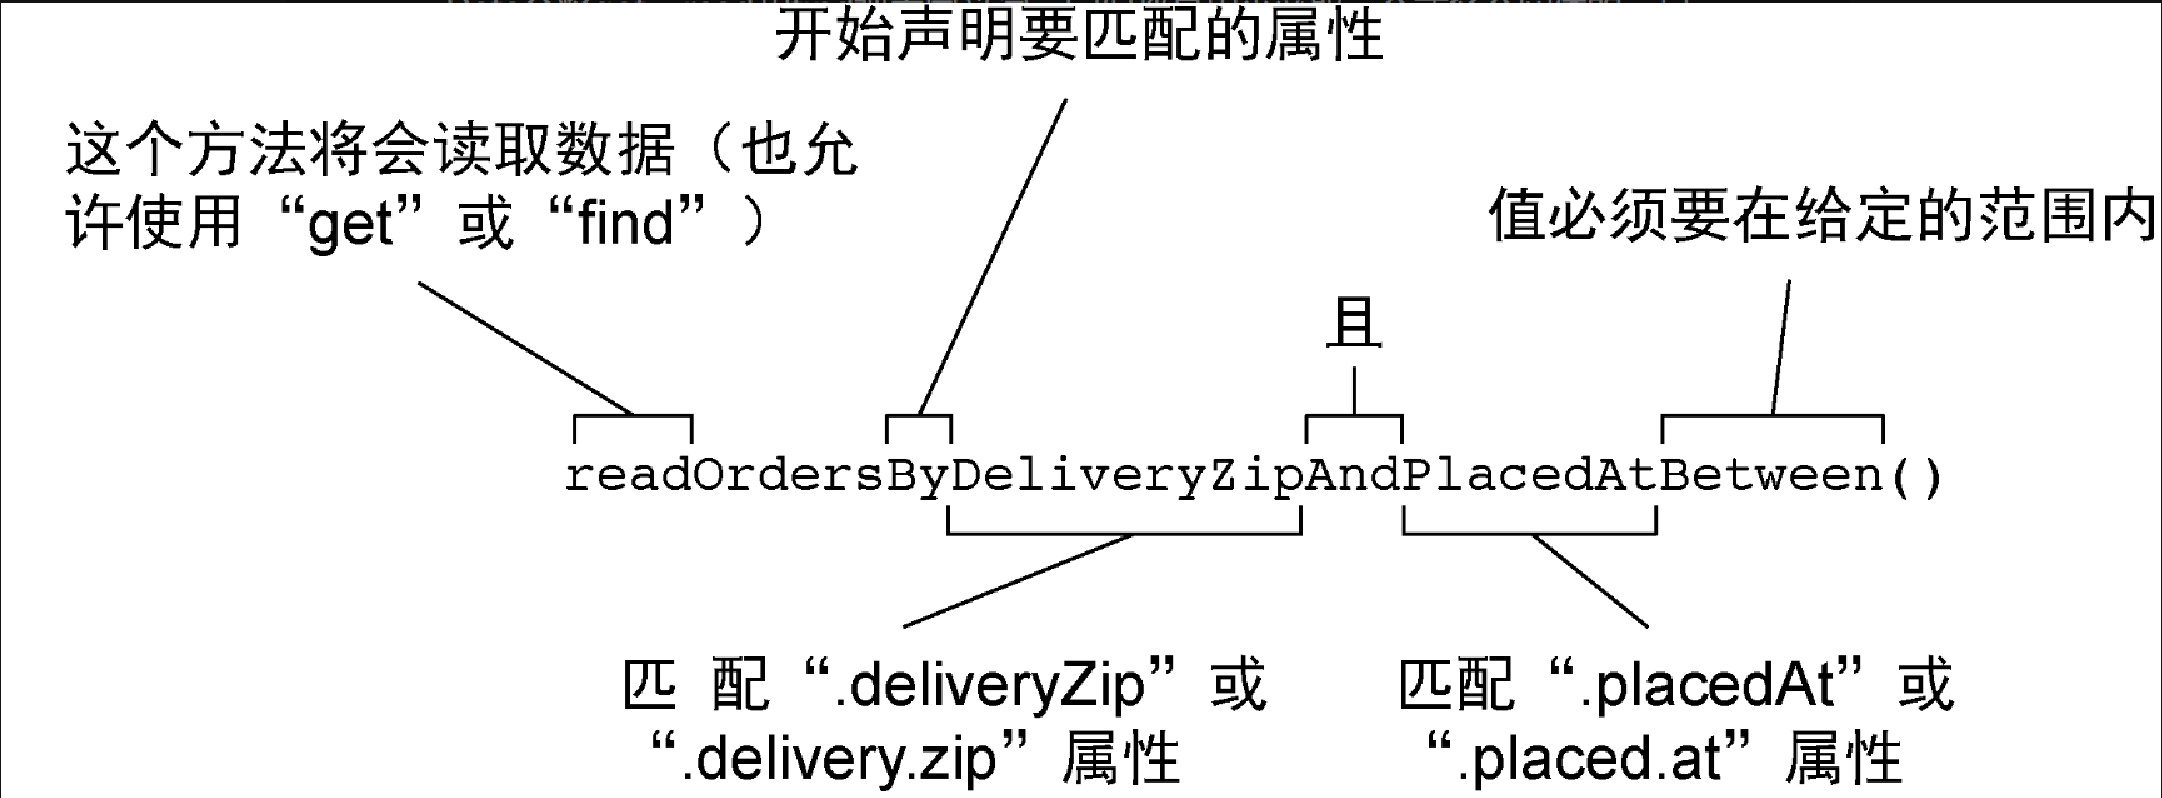 开始声明要匹配的属性
这个方法将会读取数据（也允
许使用“get”或“find”）
值必须要在给定的范围内
且
readOrdersByDeliveryZipAndPlacedAtBetween()
匹 配“.deliveryZip”或
“.delivery.zip”属性
匹配“.placedAt”或
“.placed.at”属性